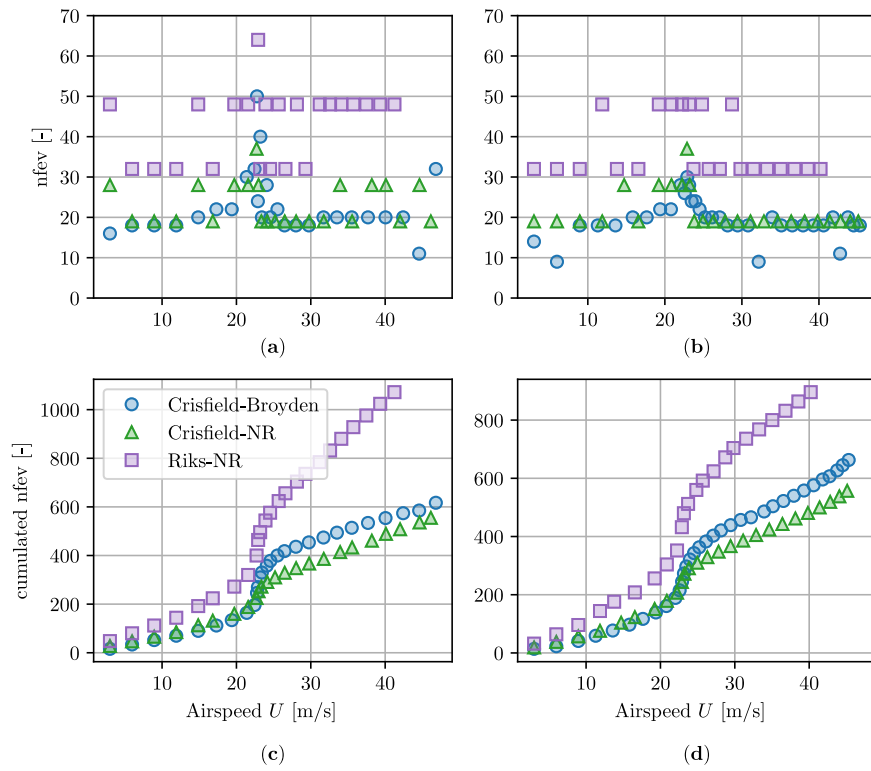 70
60
50
40
30
20
10
0
nfev [-]
10 20 30 40
(a)
70
60
50
40
30
20
10
0
10 20 30 40
(b)
1000
800
600
400
200
0
cumulated nfev [-]
Crisfield-Broyden
Crisfield-NR
Riks-NR
10 20 30 40
Airspeed U [m/s]
(c)
800
600
400
200
0
10 20 30 40
Airspeed U [m/s]
(d)